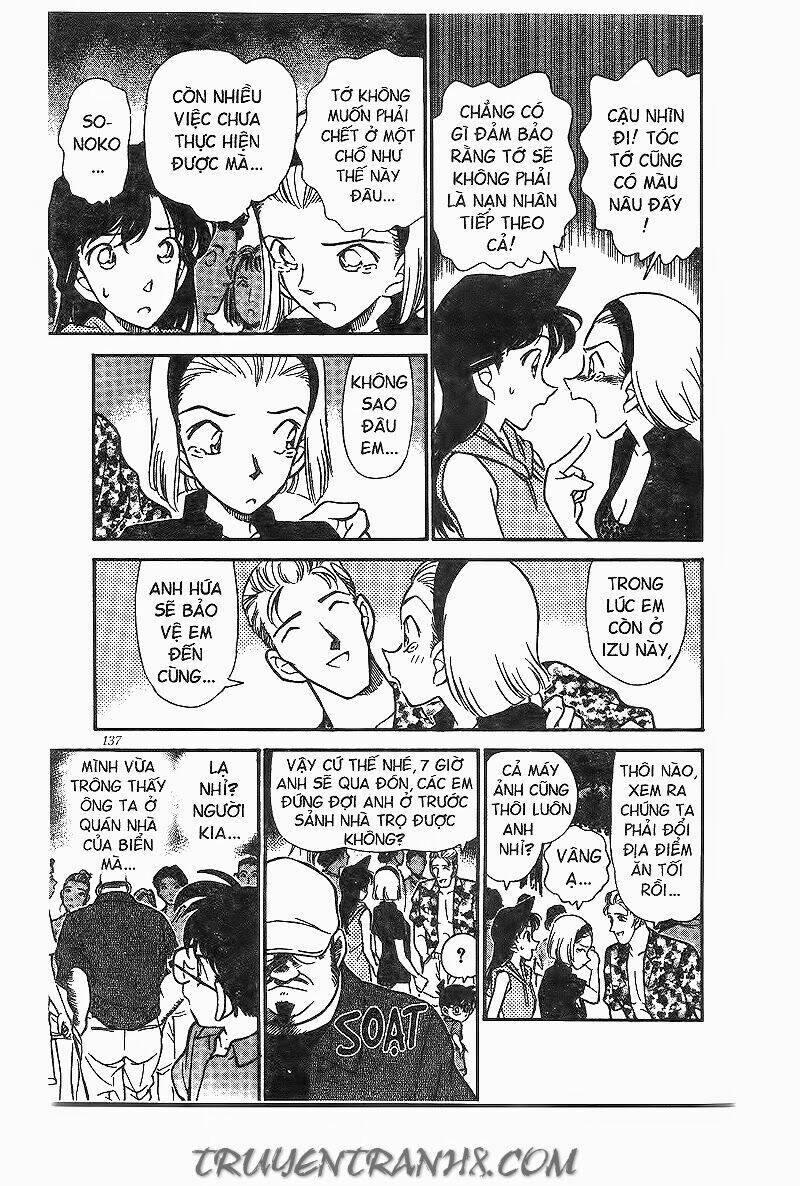 CẬU NHÌN
ĐI! TÓC
TỚ CŨNG
CÓ MÀU
NÂU ĐẤY
!
CHẲNG CÓ
GÌ ĐẢM BẢO
RẰNG TỚ SẼ
KHÔNG PHẢI
LÀ NẠN NHÂN
TIẾP THEO
CẢ!
TỚ KHÔNG
MUỐN PHẢI
CHẾT Ở MỘT
CHỖ NHƯ
THẾ NÀY
ĐÂU...
CÒN NHIỀU
VIỆC CHƯA
THỰC HIỆN
ĐƯỢC MÀ...
SO-
NOKO
...
KHÔNG
SAO
ĐÂU
EM...
TRONG
LÚC EM
CÒN Ở
IZU NÀY,
ANH HỨA
SẼ BẢO
VỆ EM
ĐẾN
CÙNG...
137
THÔI NÀO,
XEM RA
CHÚNG TA
PHẢI ĐỔI
ĐỊA ĐIỂM
ĂN TỐI
RỒI...
CẢ MÁY
ẢNH CŨNG
THÔI LUÔN
ANH
NHỈ?
VÂNG
Ạ...
VẬY CỨ THẾ NHÉ, 7 GIỜ
ANH SẼ QUA ĐÓN, CÁC EM
ĐỨNG ĐỢI ANH Ở TRƯỚC
SẢNH NHÀ TRỌ ĐƯỢC
KHÔNG?
?
SOẠT
LẠ
NHỈ?
NGƯỜI
KIA...
MÌNH VỪA
TRÔNG THẤY
ÔNG TA Ở
QUÁN NHÀ
CỦA BIỂN
MÀ...
TRUYENTRANH8.COM